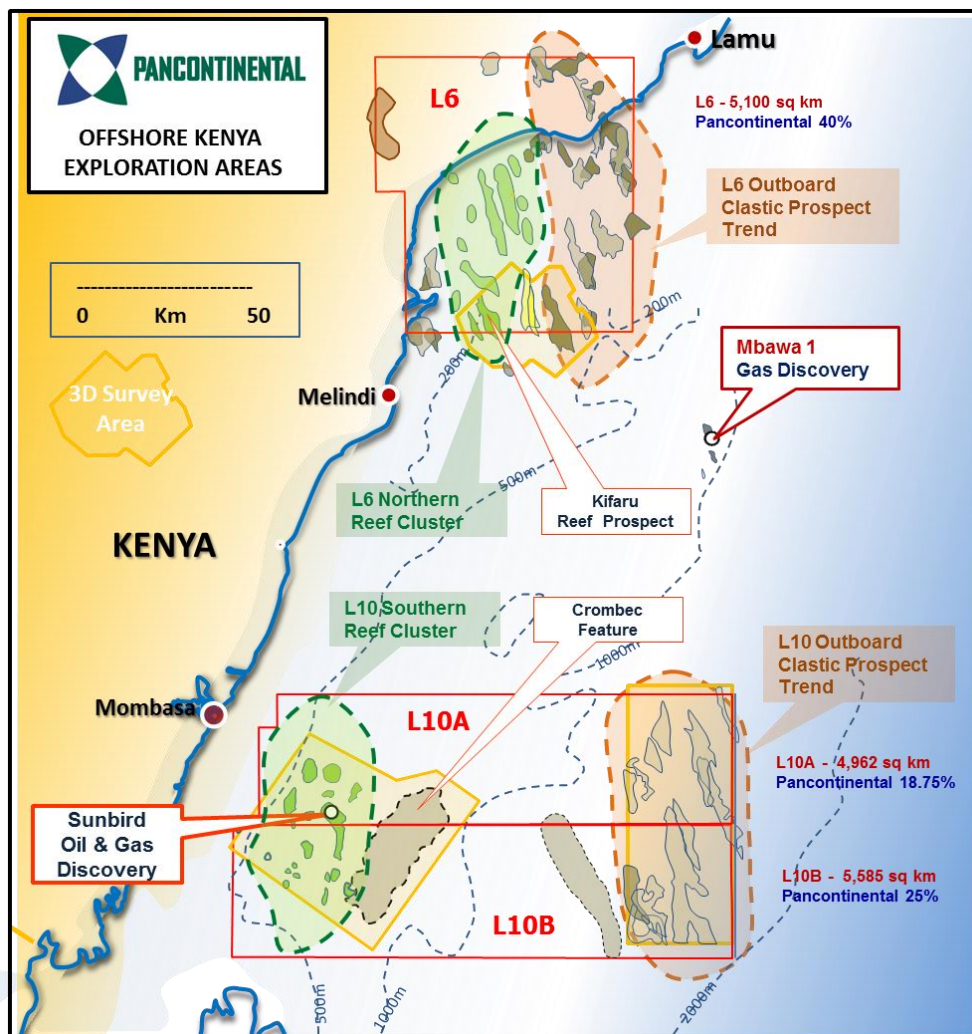 PANCONTINENTAL
OFFSHORE KENYA
EXPLORATION AREAS
Lamu
L6
L6 - 5,100 sq km
Pancontinental 40%
L6 Outboard
Clastic Prospect
Trend
-------------------------
0 Km 50
200m
Mbawa 1
Gas Discovery
3D Survey
Area
Melindi
200m
500m
L6 Northern
Reef Cluster
Kifaru
Reef Prospect
KENYA
L10 Southern
Reef Cluster
Crombec
Feature
1000m
L10 Outboard
Clastic Prospect
Trend
Mombasa
L10A
L10A - 4,962 sq km
Pancontinental 18.75%
Sunbird
Oil & Gas
Discovery
L10B - 5,585 sq km
Pancontinental 25%
L10B
500m
1000m
2000m